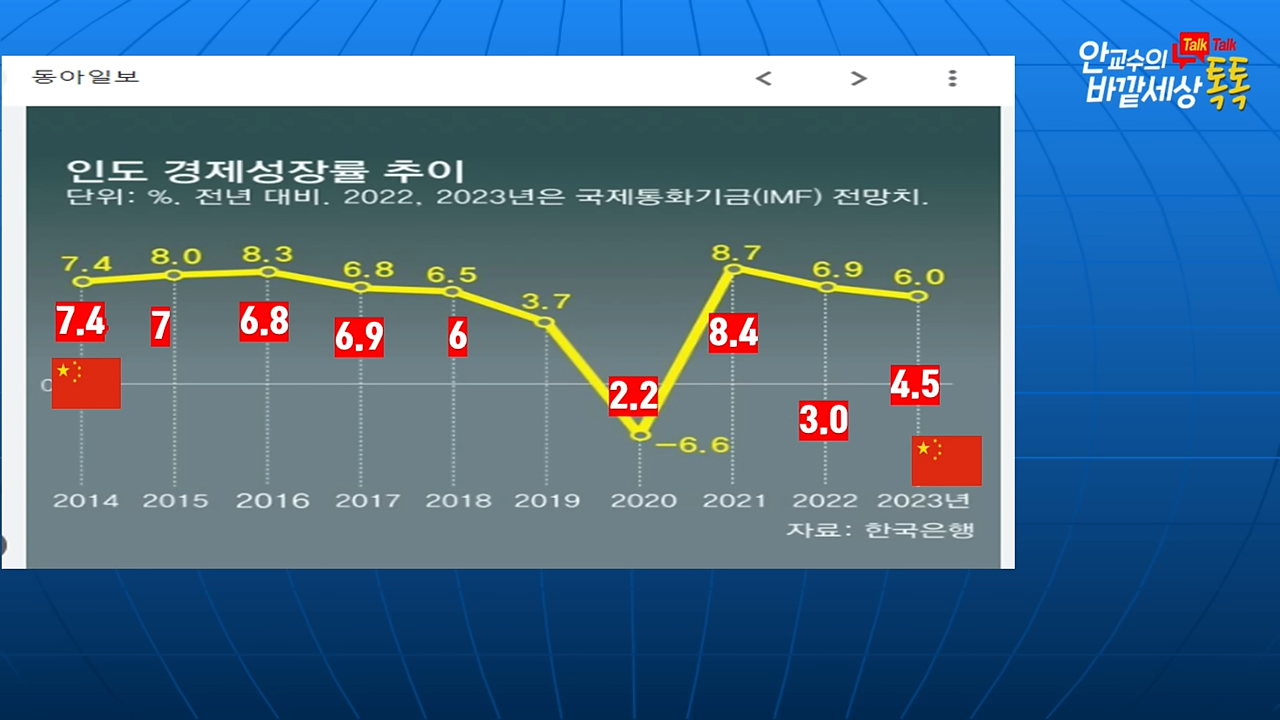 동아일보
안교수의 Talk Talk
바깥세상 톡톡
인도 경제성장률 추이
단위: %. 전년 대비. 2022, 2023년은 국제통화기금(IMF) 전망치.
7.4 8.0 8.3 6.8 6.5 3.7 8.7 6.9 6.0
7.4 7 6.8 6.9 6 2.2 8.4 3.0 4.5
0
−6.6
2014 2015 2016 2017 2018 2019 2020 2021 2022 2023년
자료: 한국은행